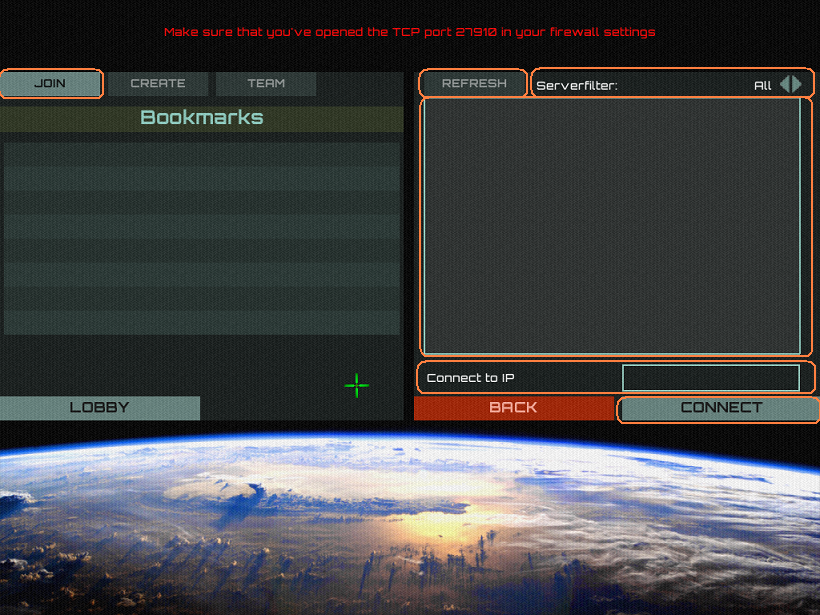 Make sure that you've opened the TCP port 27910 in your firewall settings
JOIN CREATE TEAM
REFRESH Serverfilter: All
Bookmarks
Connect to IP
LOBBY
BACK CONNECT